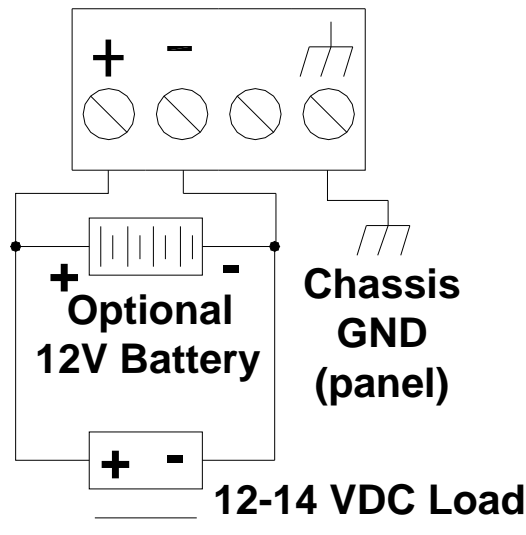 + -
+ -
Optional
12V Battery
Chassis
GND
(panel)
+ -
12-14 VDC Load